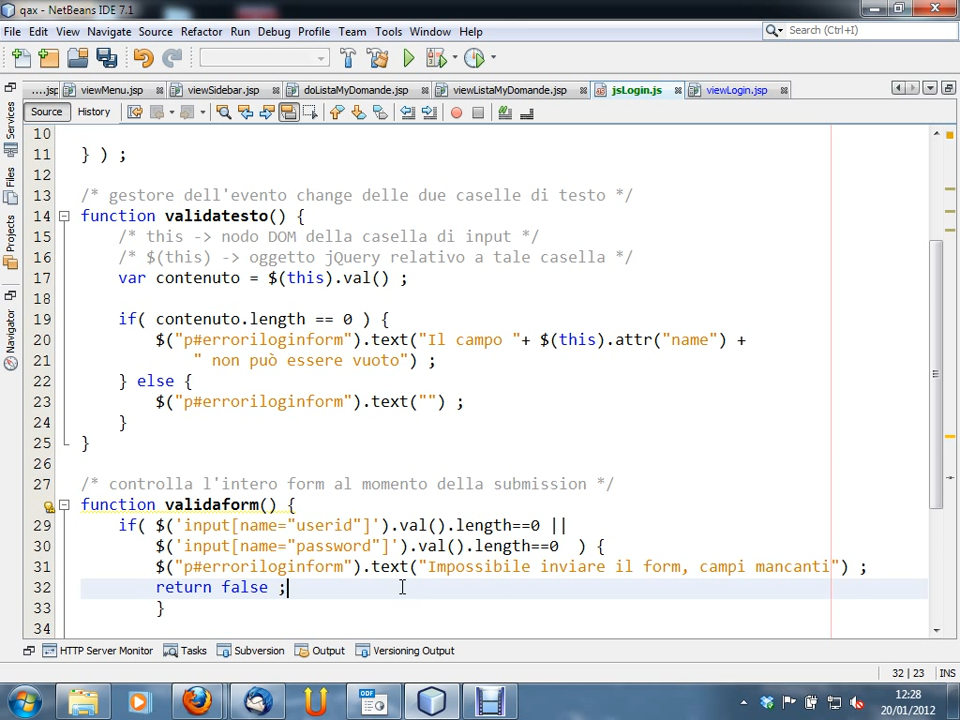 qax - NetBeans IDE 7.1
File Edit View Navigate Source Refactor Run Debug Profile Team Tools Window Help
Search (Ctrl+I)
....jsp viewMenu.jsp viewSidebar.jsp doListaMyDomande.jsp viewListaMyDomande.jsp jsLogin.js viewLogin.jsp
Source History
Services
Files
Projects
Navigator
10
11 } ) ;
12
13 /* gestore dell'evento change delle due caselle di testo */
14 function validatesto() {
15 /* this -> nodo DOM della casella di input */
16 /* $(this) -> oggetto jQuery relativo a tale casella */
17 var contenuto = $(this).val() ;
18
19 if( contenuto.length == 0 ) {
20 $("p#erroriloginform").text("Il campo "+ $(this).attr("name") +
21 " non può essere vuoto") ;
22 } else {
23 $("p#erroriloginform").text("") ;
24 }
25 }
26
27 /* controlla l'intero form al momento della submission */
function validaform() {
29 if( $('input[name="userid"]').val().length==0 ||
30 $('input[name="password"]').val().length==0 ) {
31 $("p#erroriloginform").text("Impossibile inviare il form, campi mancanti") ;
32 return false ;
33 }
34
HTTP Server Monitor Tasks Subversion Output Versioning Output
32 | 23 INS
ODF
12:28
20/01/2012